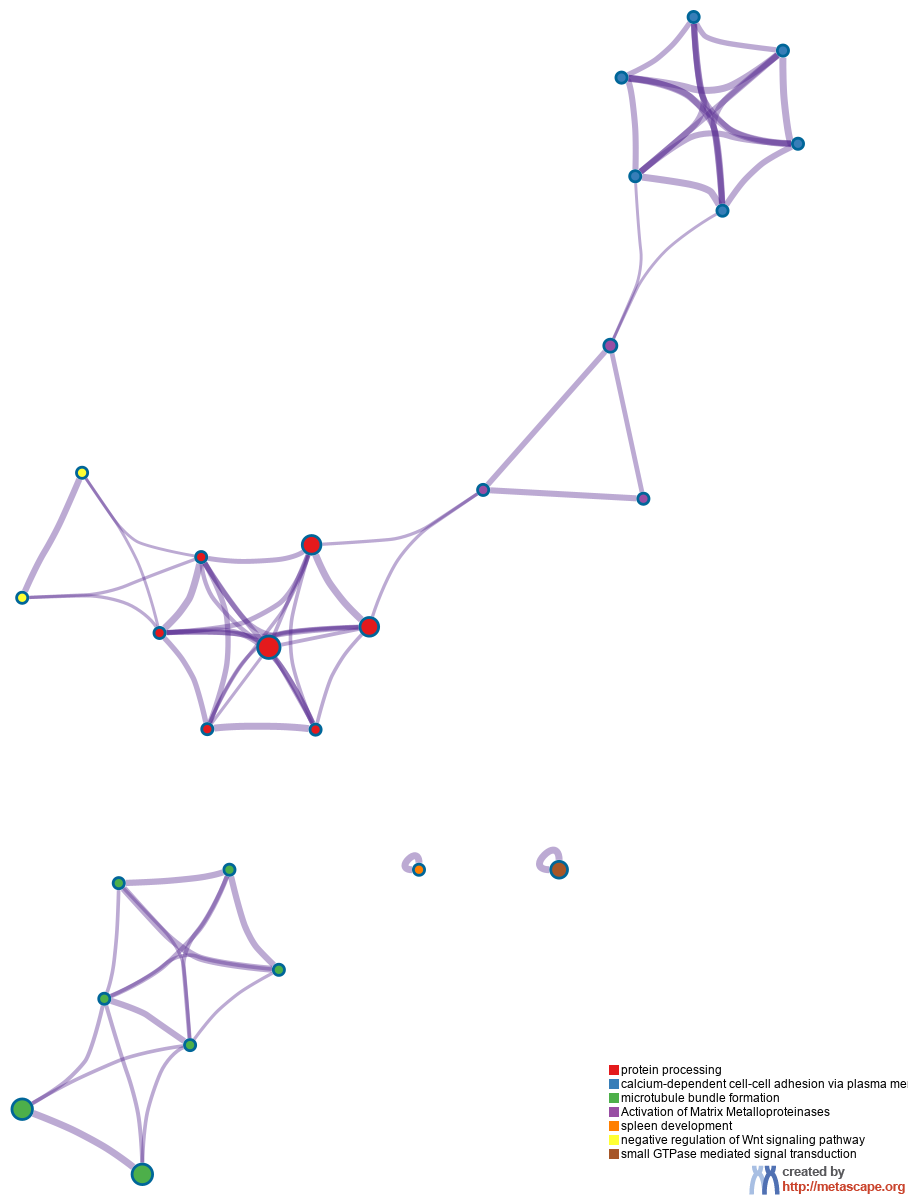 protein processing
calcium-dependent cell-cell adhesion via plasma me
microtubule bundle formation
Activation of Matrix Metalloproteinases
spleen development
negative regulation of Wnt signaling pathway
small GTPase mediated signal transduction
created by
http://metascape.org